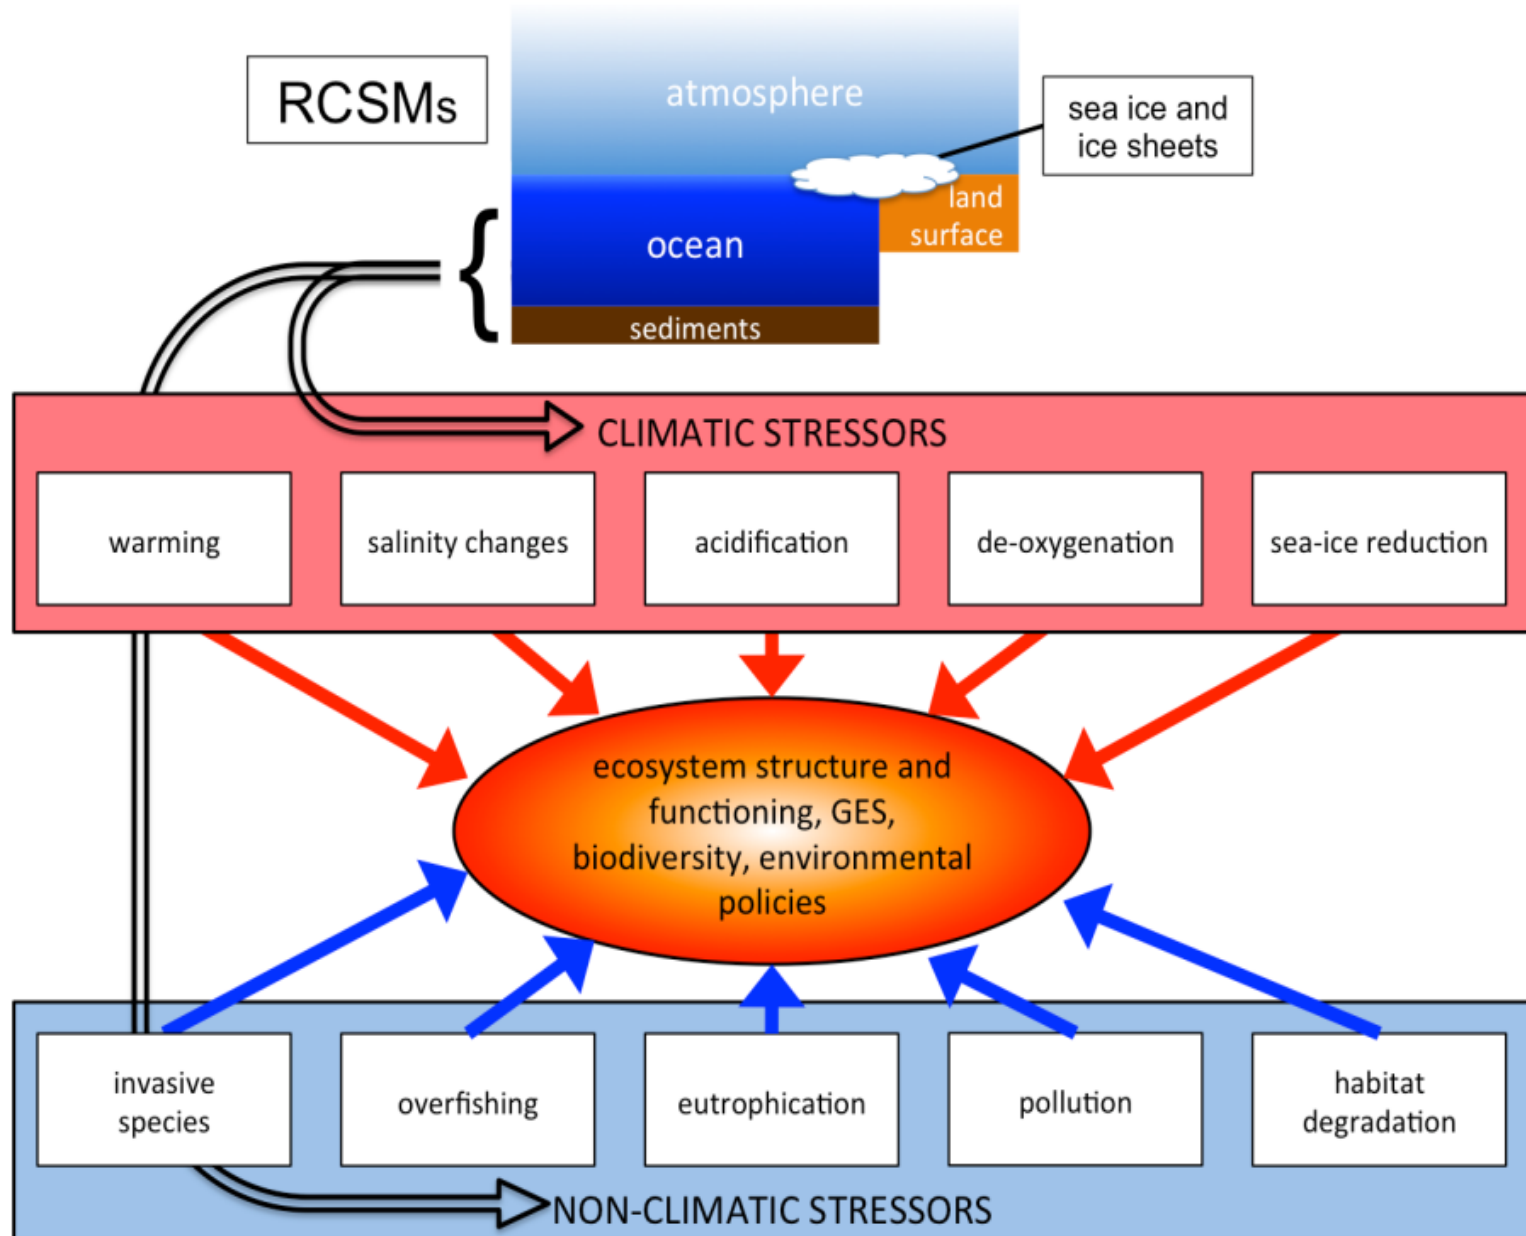 RCSMs
atmosphere
sea ice and
ice sheets
land
surface
ocean
sediments
{
CLIMATIC STRESSORS
warming
salinity changes
acidification
de-oxygenation
sea-ice reduction
ecosystem structure and
functioning, GES,
biodiversity, environmental
policies
invasive
species
overfishing
eutrophication
pollution
habitat
degradation
NON-CLIMATIC STRESSORS